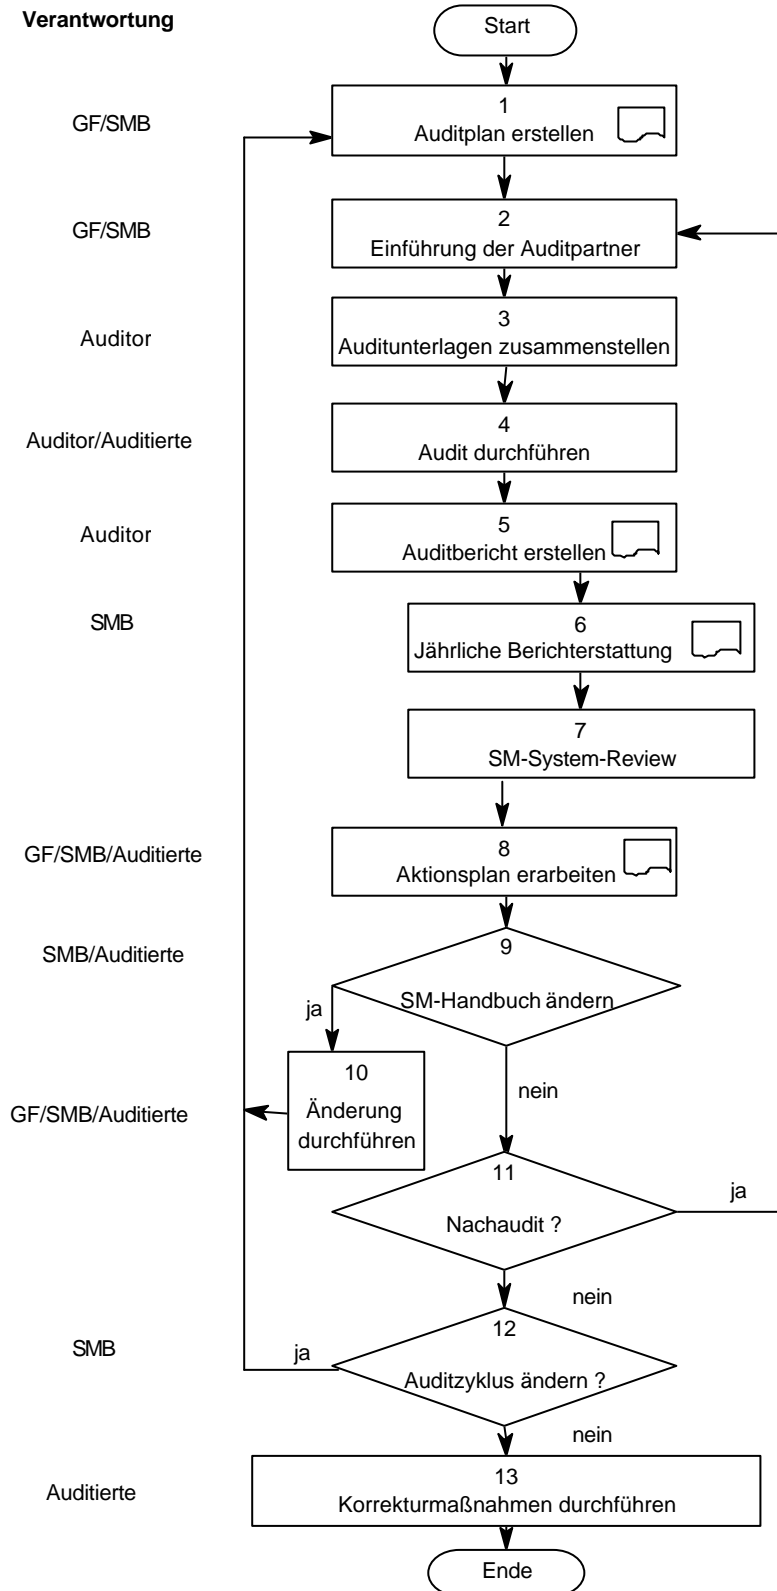 Verantwortung
Start
GF/SMB
1
Auditplan erstellen
GF/SMB
2
Einführung der Auditpartner
Auditor
3
Auditunterlagen zusammenstellen
Auditor/Auditierte
4
Audit durchführen
Auditor
5
Auditbericht erstellen
SMB
6
Jährliche Berichterstattung
7
SM-System-Review
GF/SMB/Auditierte
8
Aktionsplan erarbeiten
SMB/Auditierte
9
SM-Handbuch ändern
ja
nein
GF/SMB/Auditierte
10
Änderung
durchführen
11
Nachaudit ?
ja
nein
SMB
12
Auditzyklus ändern ?
ja
nein
Auditierte
13
Korrekturmaßnahmen durchführen
Ende